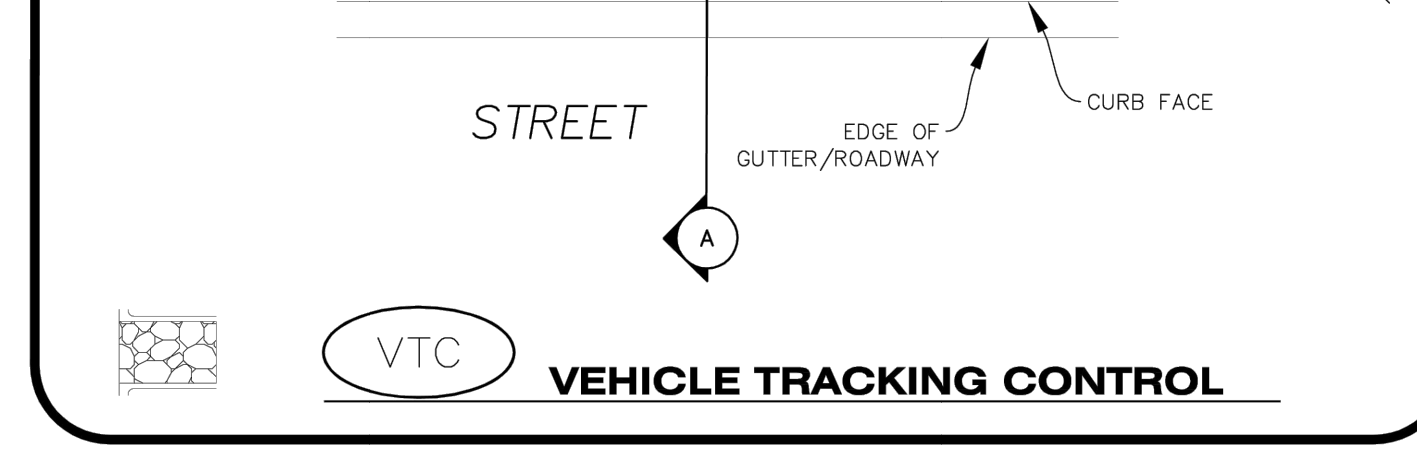 CURB FACE
STREET
EDGE OF
GUTTER/ROADWAY
A
VTC
VEHICLE TRACKING CONTROL